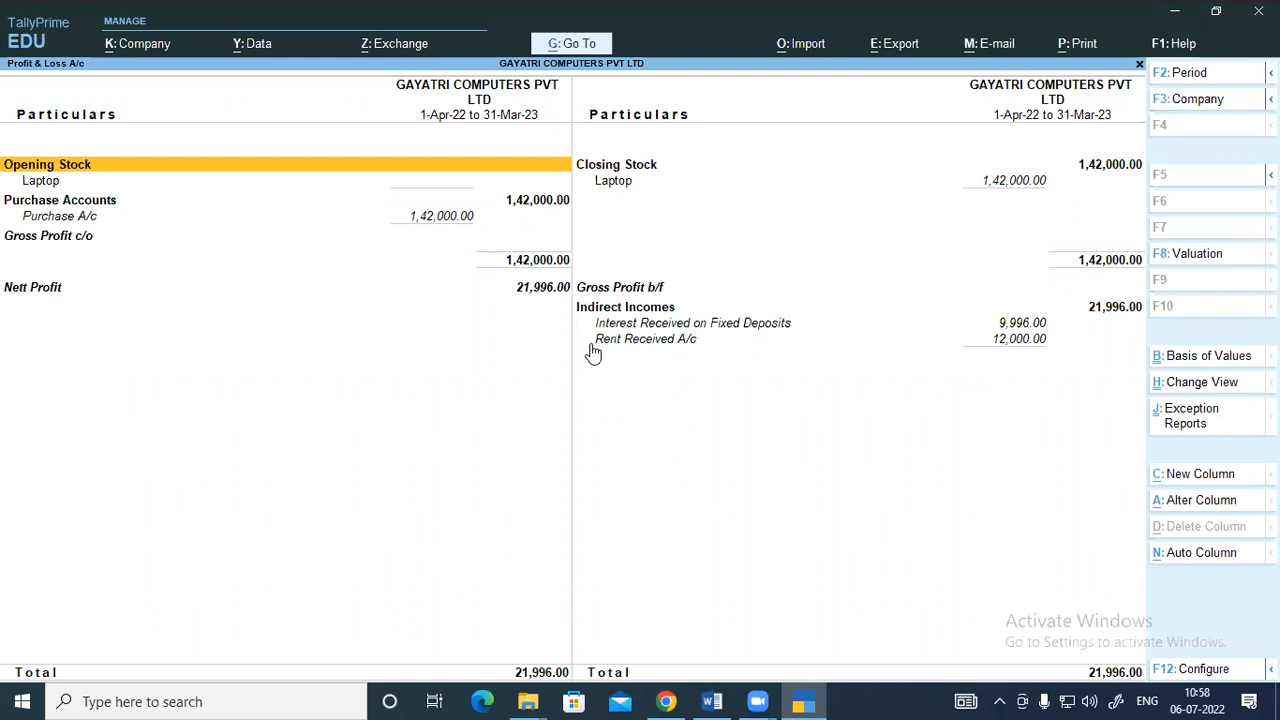 TallyPrime
EDU
MANAGE
K: Company
Y: Data
Z: Exchange
G: Go To
O: Import
E: Export
M: E-mail
P: Print
F1: Help
Profit & Loss A/c
GAYATRI COMPUTERS PVT LTD
Particulars
GAYATRI COMPUTERS PVT
LTD
1-Apr-22 to 31-Mar-23
Opening Stock
Laptop
Purchase Accounts 1,42,000.00
Purchase A/c 1,42,000.00
Gross Profit c/o
1,42,000.00
Nett Profit 21,996.00
Total 21,996.00
Particulars
GAYATRI COMPUTERS PVT
LTD
1-Apr-22 to 31-Mar-23
Closing Stock 1,42,000.00
Laptop 1,42,000.00
1,42,000.00
Gross Profit b/f
Indirect Incomes 21,996.00
Interest Received on Fixed Deposits 9,996.00
Rent Received A/c 12,000.00
Total 21,996.00
F2: Period
F3: Company
F4
F5
F6
F7
F8: Valuation
F9
F10
B: Basis of Values
H: Change View
J: Exception
Reports
C: New Column
A: Alter Column
D: Delete Column
N: Auto Column
Activate Windows
Go to Settings to activate Windows.
F12: Configure
Type here to search
ENG
10:58
06-07-2022